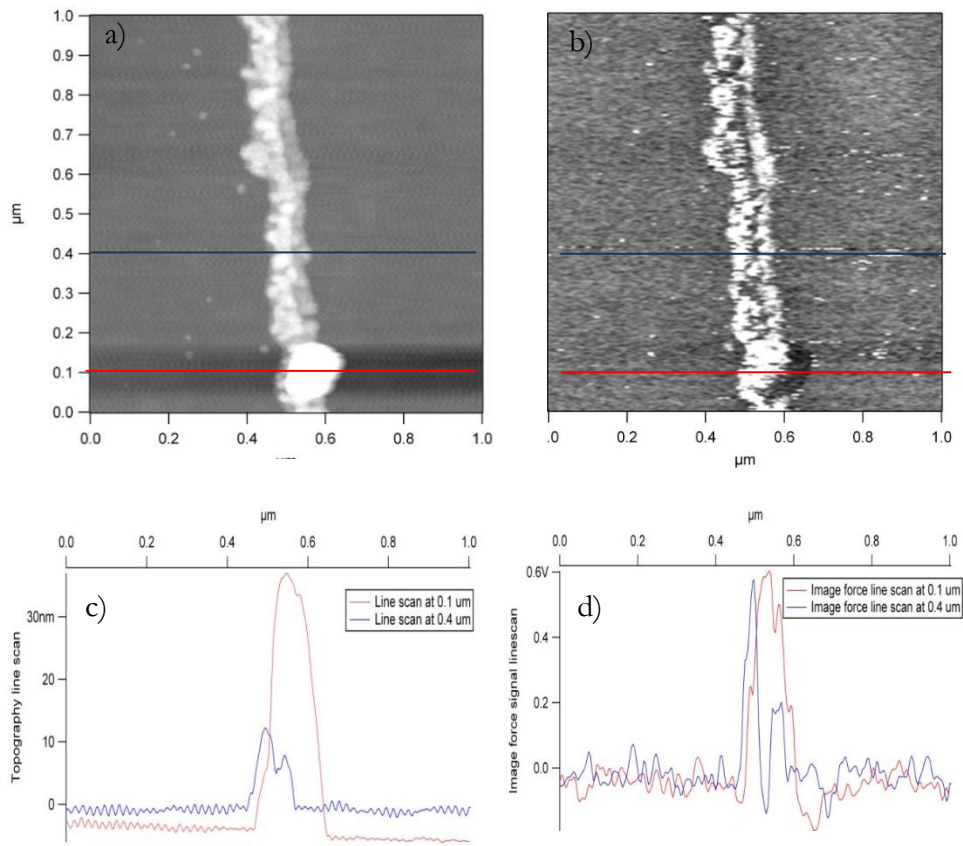 a)
1.0
0.9
0.8
0.7
0.6
0.5
0.4
0.3
0.2
0.1
0.0
µm
0.0 0.2 0.4 0.6 0.8 1.0
b)
.0 0.2 0.4 0.6 0.8 1.0
µm
µm
0.0 0.2 0.4 0.6 0.8 1.0
c)
30nm
20
10
0
Topography line scan
Line scan at 0.1 um
Line scan at 0.4 um
µm
0.0 0.2 0.4 0.6 0.8 1.0
d)
0.6V
0.4
0.2
0.0
Image force signal linescan
Image force line scan at 0.1 um
Image force line scan at 0.4 um